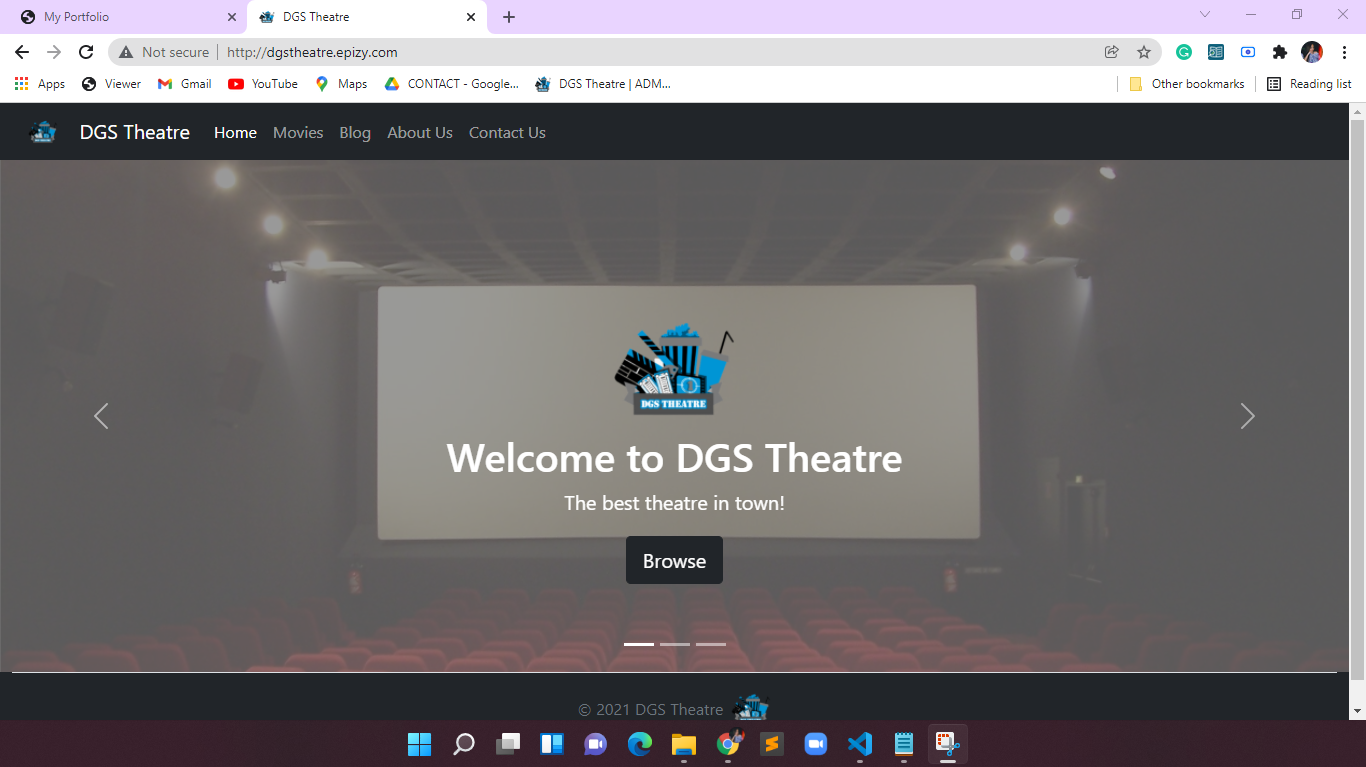 My Portfolio
DGS Theatre
Not secure
http://dgstheatre.epizy.com
Apps
Viewer
Gmail
YouTube
Maps
CONTACT - Google...
DGS Theatre | ADM...
Other bookmarks
Reading list
DGS Theatre
Home
Movies
Blog
About Us
Contact Us
DGS THEATRE
Welcome to DGS Theatre
The best theatre in town!
Browse
© 2021 DGS Theatre